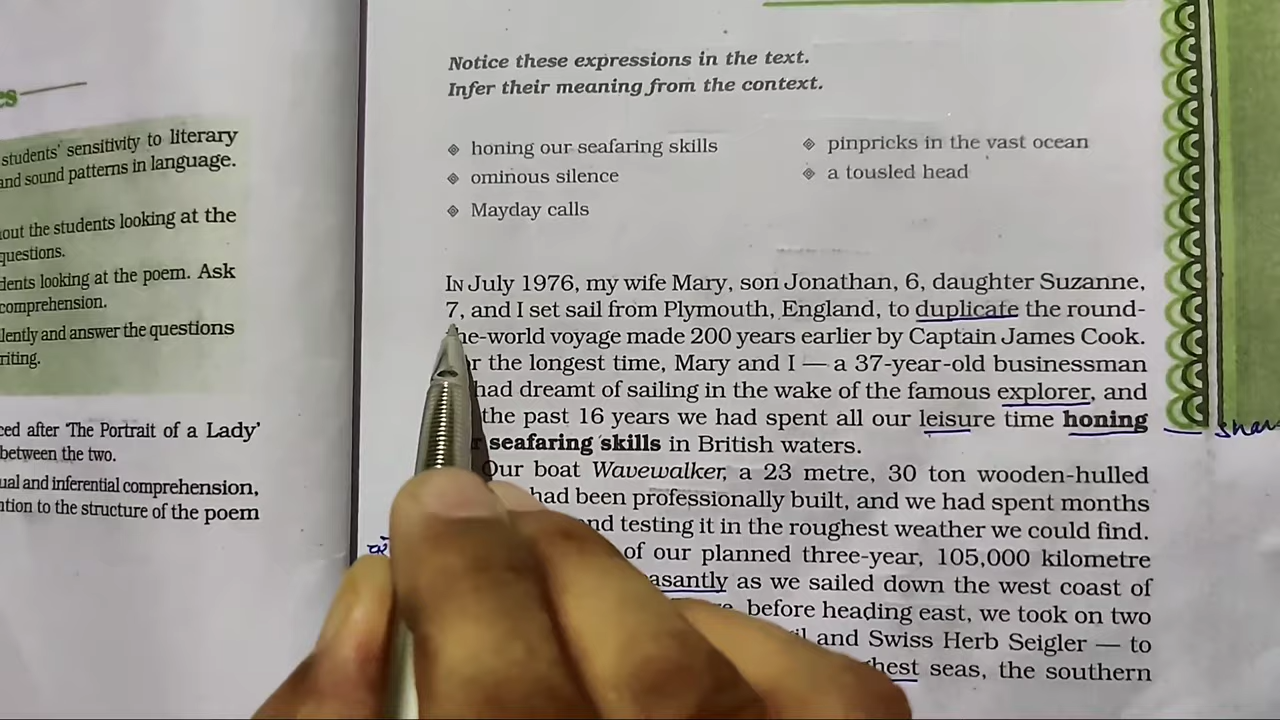 es
students' sensitivity to literary
and sound patterns in language.
out the students looking at the
questions.
dents looking at the poem. Ask
comprehension.
lently and answer the questions
riting.
ced after 'The Portrait of a Lady'
between the two.
ual and inferential comprehension,
ation to the structure of the poem
Notice these expressions in the text.
Infer their meaning from the context.
honing our seafaring skills
ominous silence
Mayday calls
pinpricks in the vast ocean
a tousled head
IN July 1976, my wife Mary, son Jonathan, 6, daughter Suzanne,
7, and I set sail from Plymouth, England, to duplicate the round-
he-world voyage made 200 years earlier by Captain James Cook.
r the longest time, Mary and I — a 37-year-old businessman
had dreamt of sailing in the wake of the famous explorer, and
the past 16 years we had spent all our leisure time honing
seafaring skills in British waters.
Our boat Wavewalker, a 23 metre, 30 ton wooden-hulled
had been professionally built, and we had spent months
nd testing it in the roughest weather we could find.
of our planned three-year, 105,000 kilometre
asantly as we sailed down the west coast of
before heading east, we took on two
and Swiss Herb Seigler — to
hest seas, the southern